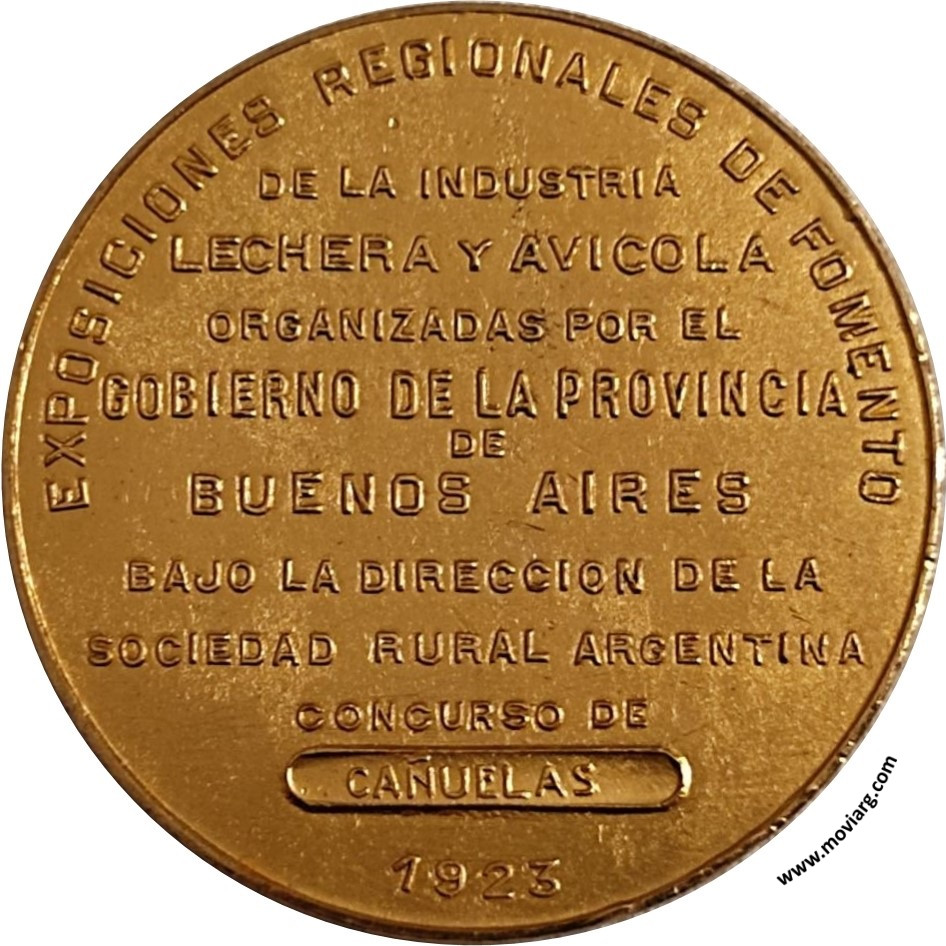 EXPOSICIONES REGIONALES DE FOMENTO
DE LA INDUSTRIA
LECHERA Y AVICOLA
ORGANIZADAS POR EL
GOBIERNO DE LA PROVINCIA
DE
BUENOS AIRES
BAJO LA DIRECCION DE LA
SOCIEDAD RURAL ARGENTINA
CONCURSO DE
CAÑUELAS
1923
www.moviarg.com